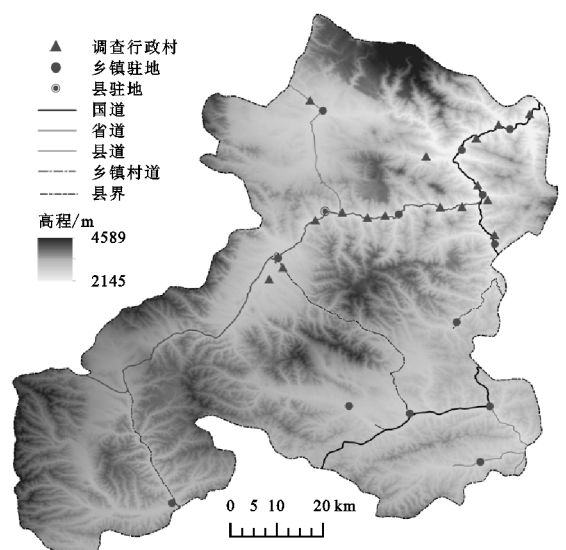 调查行政村
乡镇驻地
县驻地
国道
省道
县道
乡镇村道
县界
高程/m
4589
2145
0 5 10 20 km